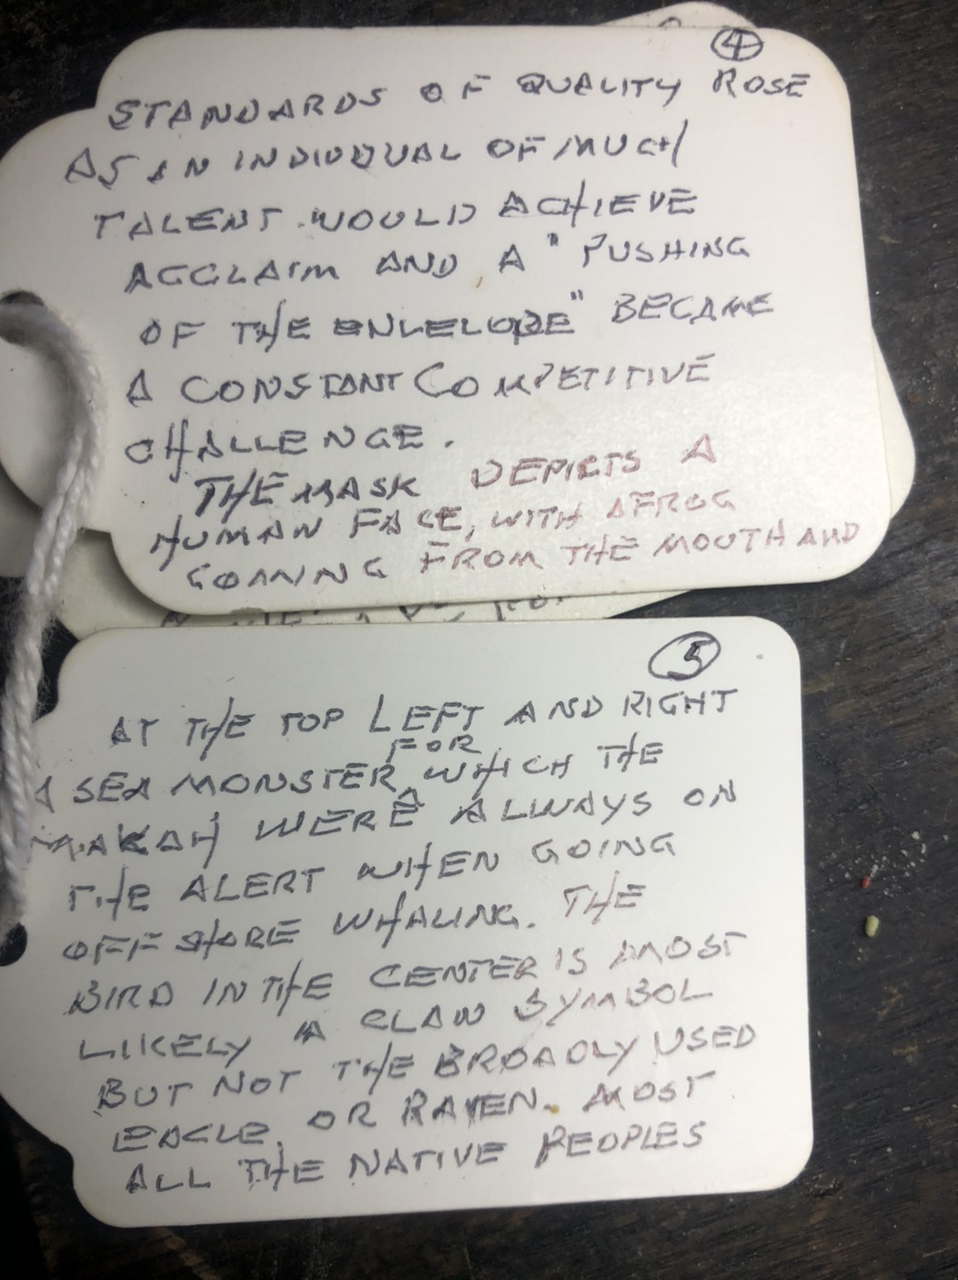 4
STANDARDS OF QUALITY ROSE
AS AN INDIVIDUAL OF MUCH
TALENT WOULD ACHIEVE
ACCLAIM AND A "PUSHING
OF THE ENVELOPE" BECAME
A CONSTANT COMPETITIVE
CHALLENGE.
THE MASK DEPICTS A
HUMAN FACE, WITH A FROG
COMING FROM THE MOUTH AND
5
AT THE TOP LEFT AND RIGHT
FOR
A SEA MONSTER WHICH THE
MAKAH WERE ALWAYS ON
THE ALERT WHEN GOING
OFF SHORE WHALING. THE
BIRD IN THE CENTER IS MOST
LIKELY A CLAN SYMBOL
BUT NOT THE BROADLY USED
EAGLE, OR RAVEN. MOST
ALL THE NATIVE PEOPLES